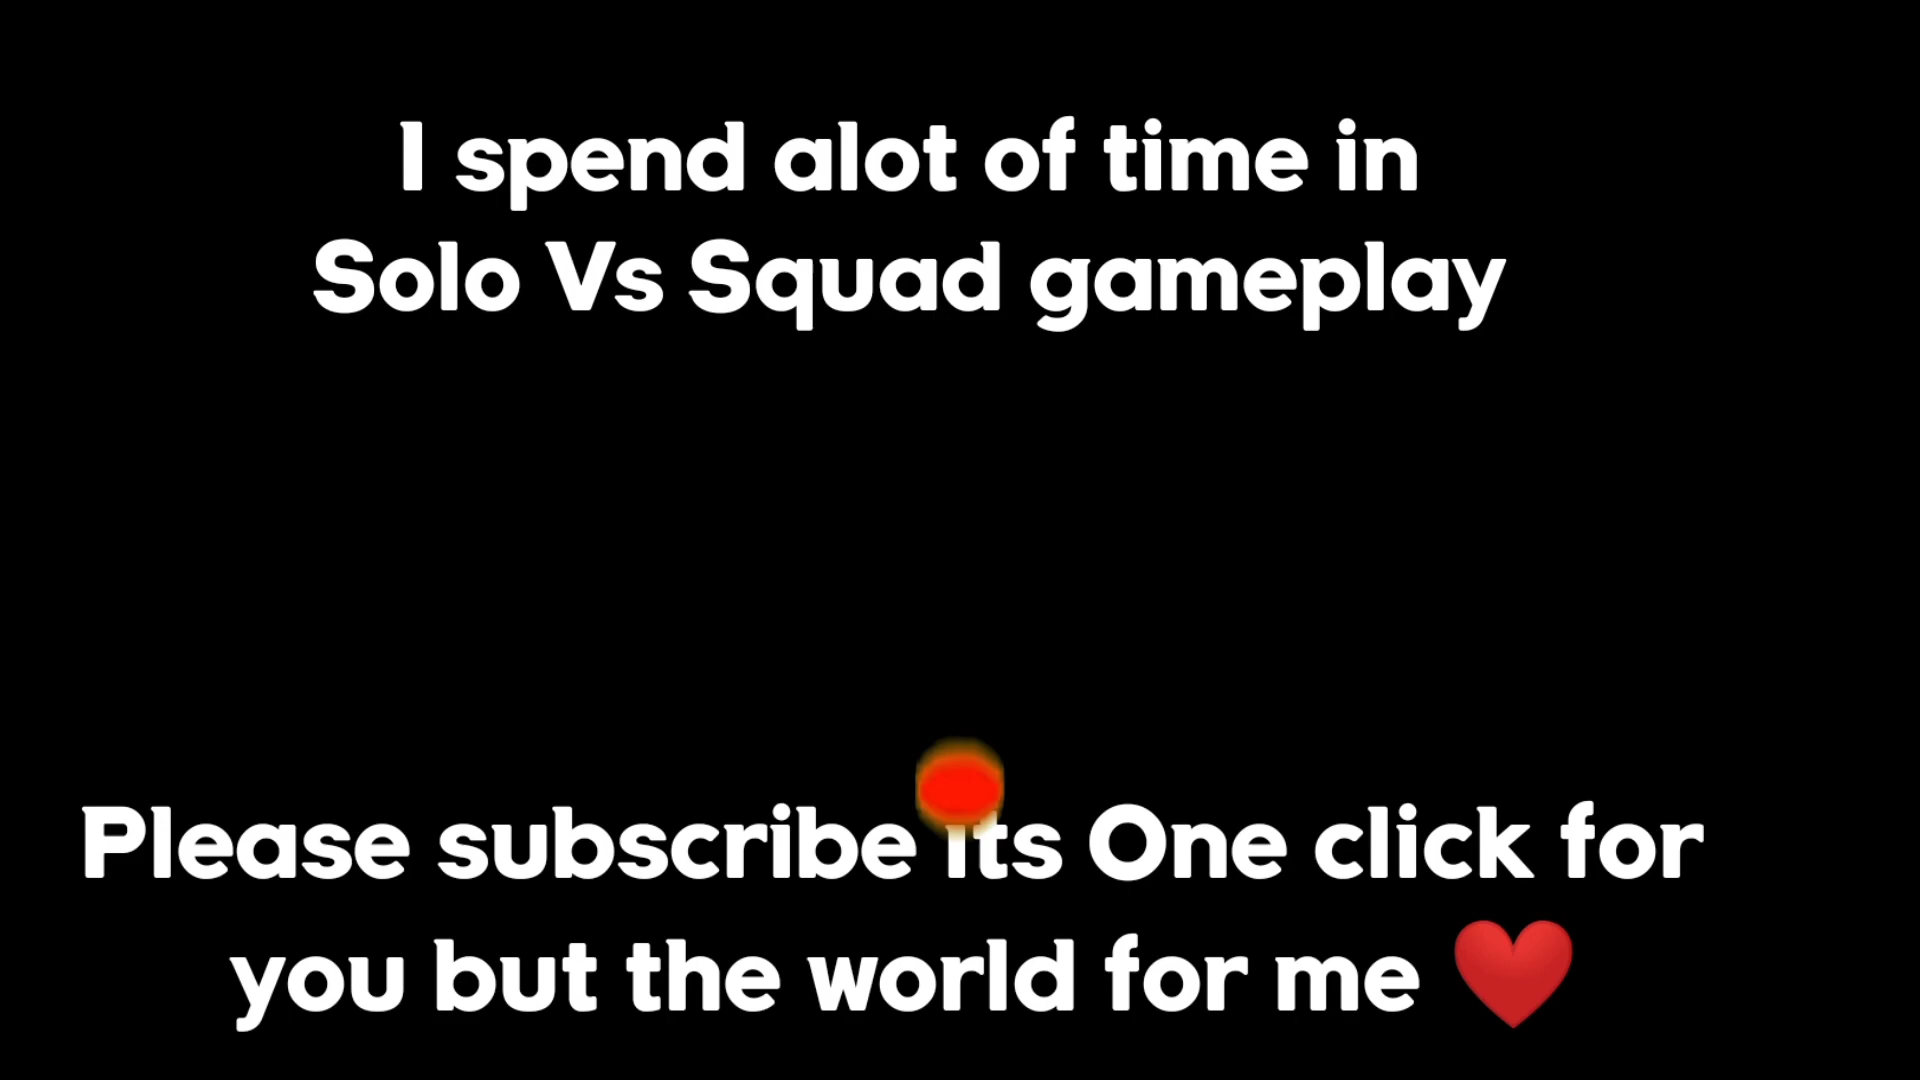 I spend alot of time in
Solo Vs Squad gameplay
Please subscribe its One click for
you but the world for me ❤️